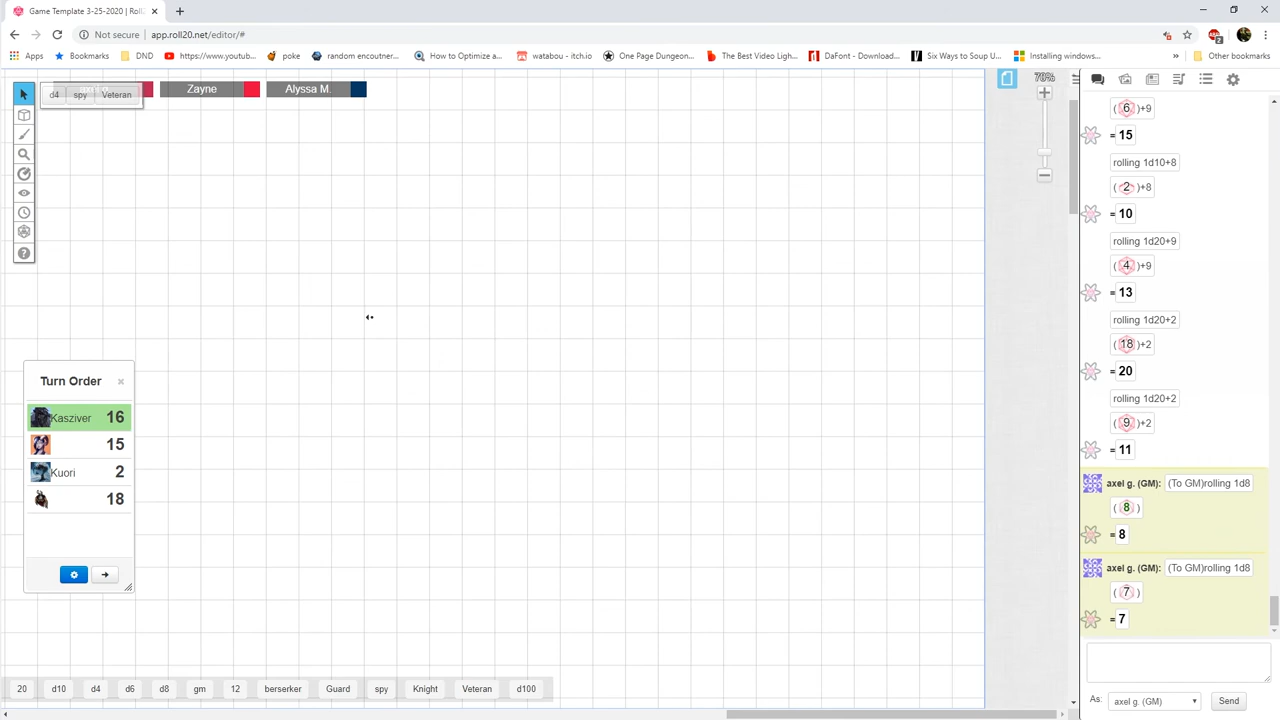 Game Template 3-25-2020 | Roll
Not secure | app.roll20.net/editor/#
Apps Bookmarks DND https://www.youtub... poke random encoutner... How to Optimize a... watabou - itch.io One Page Dungeon... The Best Video Ligh... DaFont - Download... Six Ways to Soup U... Installing windows... Other bookmarks
d4 spy Veteran Zayne Alyssa M. 70%
(6)+9
= 15
rolling 1d10+8
(2)+8
= 10
rolling 1d20+9
(4)+9
= 13
rolling 1d20+2
(18)+2
= 20
rolling 1d20+2
(9)+2
= 11
axel g. (GM): (To GM)rolling 1d8
(8)
= 8
axel g. (GM): (To GM)rolling 1d8
(7)
= 7
Turn Order
Kasziver 16
15
Kuori 2
18
20 d10 d4 d6 d8 gm 12 berserker Guard spy Knight Veteran d100
As: axel g. (GM) Send